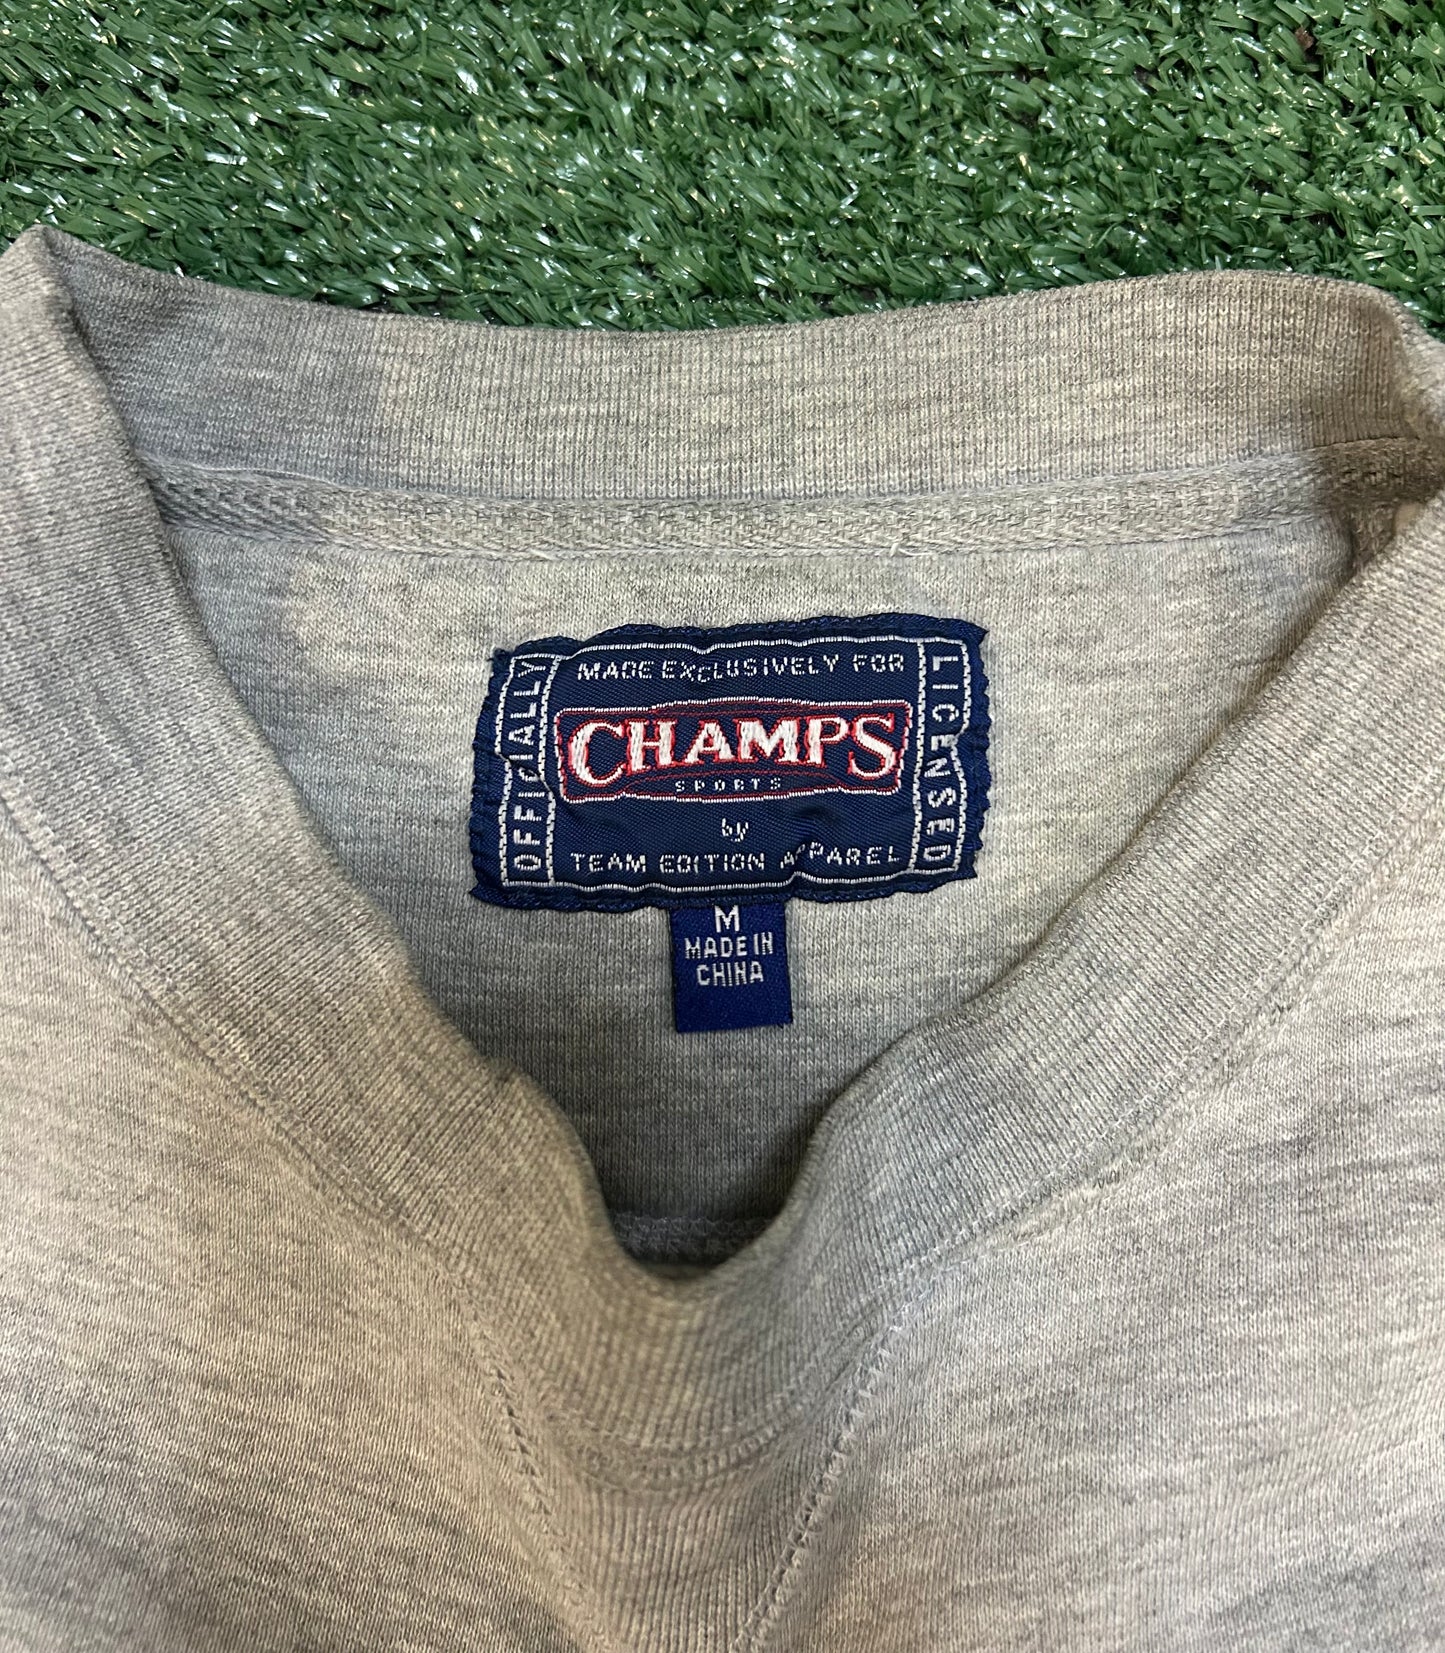 MADE EXCLUSIVELY FOR
OFFICIALLY
CHAMPS
SPORTS
by
TEAM EDITION APPAREL
LICENSED
M
MADE IN
CHINA